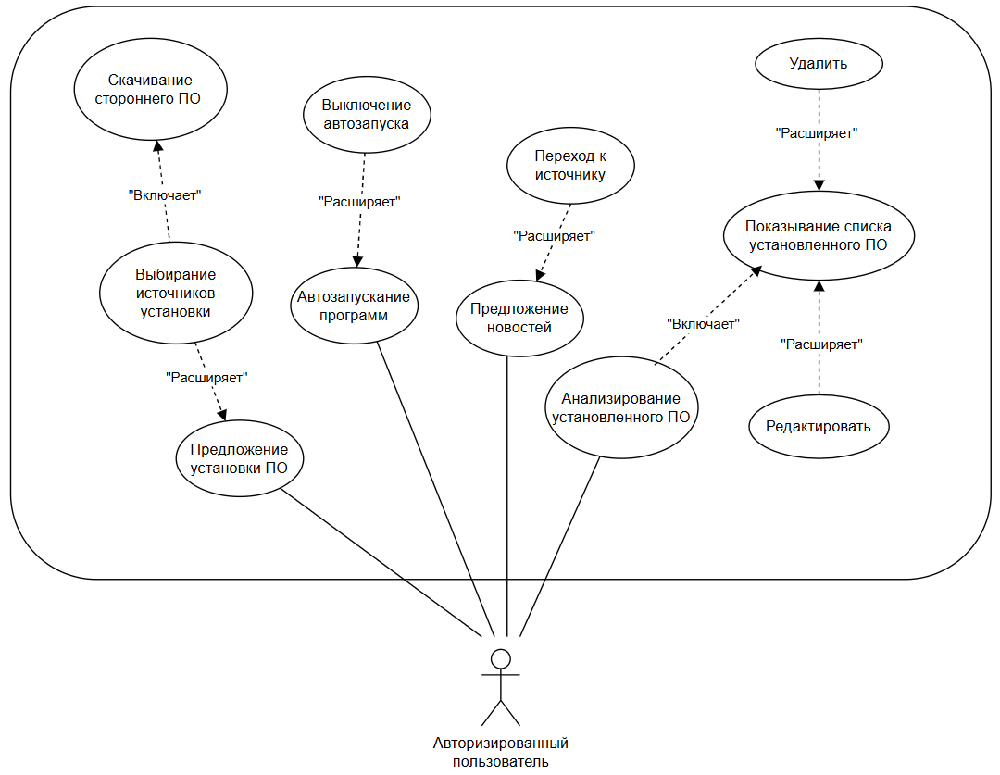 Скачивание
стороннего ПО
"Включает"
Выбирание
источников
установки
"Расширяет"
Предложение
установки ПО
Выключение
автозапуска
"Расширяет"
Автозапускание
программ
Переход к
источнику
"Расширяет"
Предложение
новостей
Удалить
"Расширяет"
Показывание списка
установленного ПО
"Включает"
"Расширяет"
Анализирование
установленного ПО
Редактировать
Авторизированный
пользователь